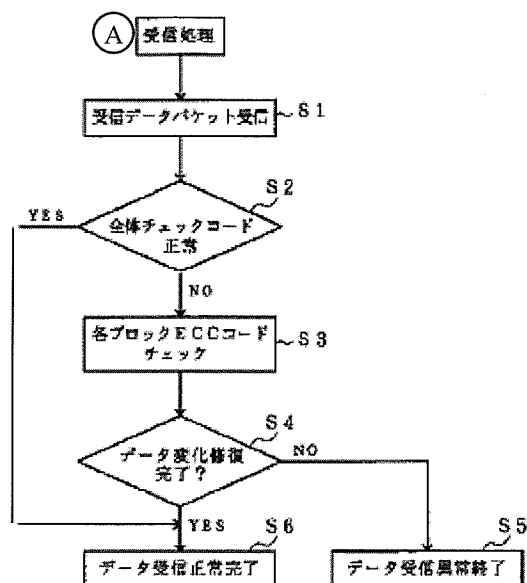 A 受信処理
受信データパケット受信 S1
S2
YES
全体チェックコード
正常
NO
各ブロックECCコード
チェック
S3
S4
データ変化修復
完了?
NO
YES
S6
S5
データ受信正常完了
データ受信異常終了